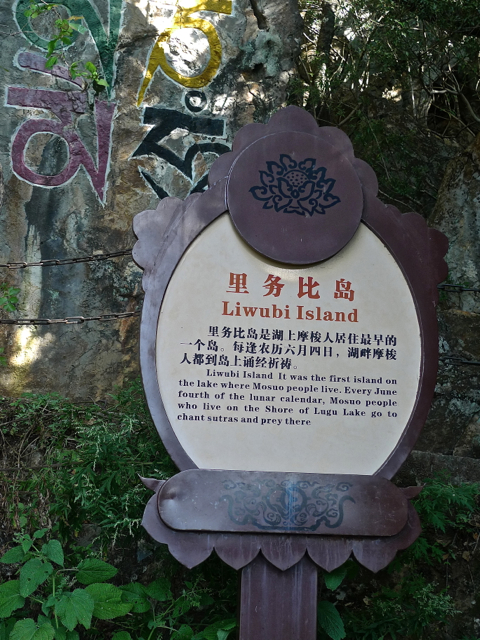 里务比岛
Liwubi Island
里务比岛是湖上摩梭人居住最早的
一个岛。每逢农历六月四日，湖畔摩梭
人都到岛上诵经祈祷。
Liwubi Island It was the first island on
the lake where Mosuo people live. Every June
fourth of the lunar calendar, Mosuo people
who live on the Shore of Lugu Lake go to
chant sutras and prey there